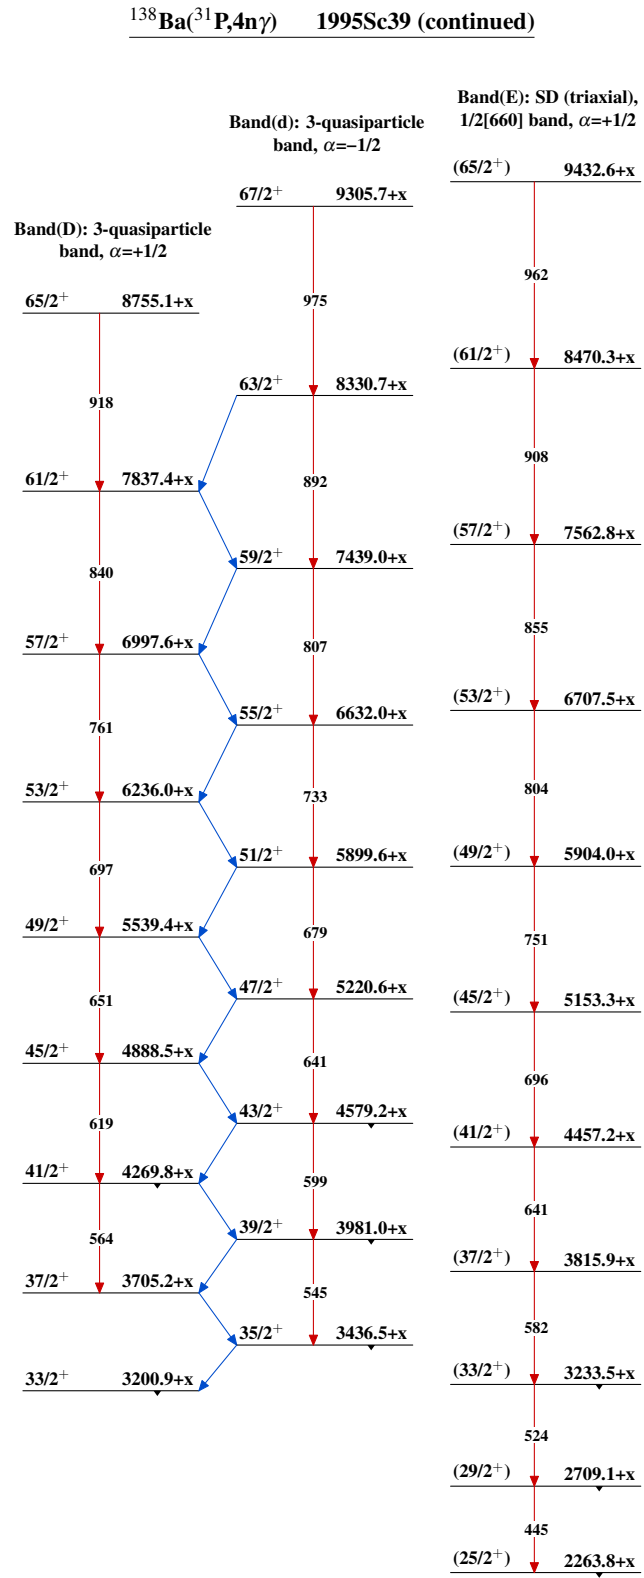 ¹³⁸Ba(³¹P,4nγ) 1995Sc39 (continued)
Band(D): 3-quasiparticle
band, α=+1/2
65/2⁺ 8755.1+x
918
61/2⁺ 7837.4+x
840
57/2⁺ 6997.6+x
761
53/2⁺ 6236.0+x
697
49/2⁺ 5539.4+x
651
45/2⁺ 4888.5+x
619
41/2⁺ 4269.8+x
564
37/2⁺ 3705.2+x
33/2⁺ 3200.9+x
Band(d): 3-quasiparticle
band, α=−1/2
67/2⁺ 9305.7+x
975
63/2⁺ 8330.7+x
892
59/2⁺ 7439.0+x
807
55/2⁺ 6632.0+x
733
51/2⁺ 5899.6+x
679
47/2⁺ 5220.6+x
641
43/2⁺ 4579.2+x
599
39/2⁺ 3981.0+x
545
35/2⁺ 3436.5+x
Band(E): SD (triaxial),
1/2[660] band, α=+1/2
(65/2⁺) 9432.6+x
962
(61/2⁺) 8470.3+x
908
(57/2⁺) 7562.8+x
855
(53/2⁺) 6707.5+x
804
(49/2⁺) 5904.0+x
751
(45/2⁺) 5153.3+x
696
(41/2⁺) 4457.2+x
641
(37/2⁺) 3815.9+x
582
(33/2⁺) 3233.5+x
524
(29/2⁺) 2709.1+x
445
(25/2⁺) 2263.8+x